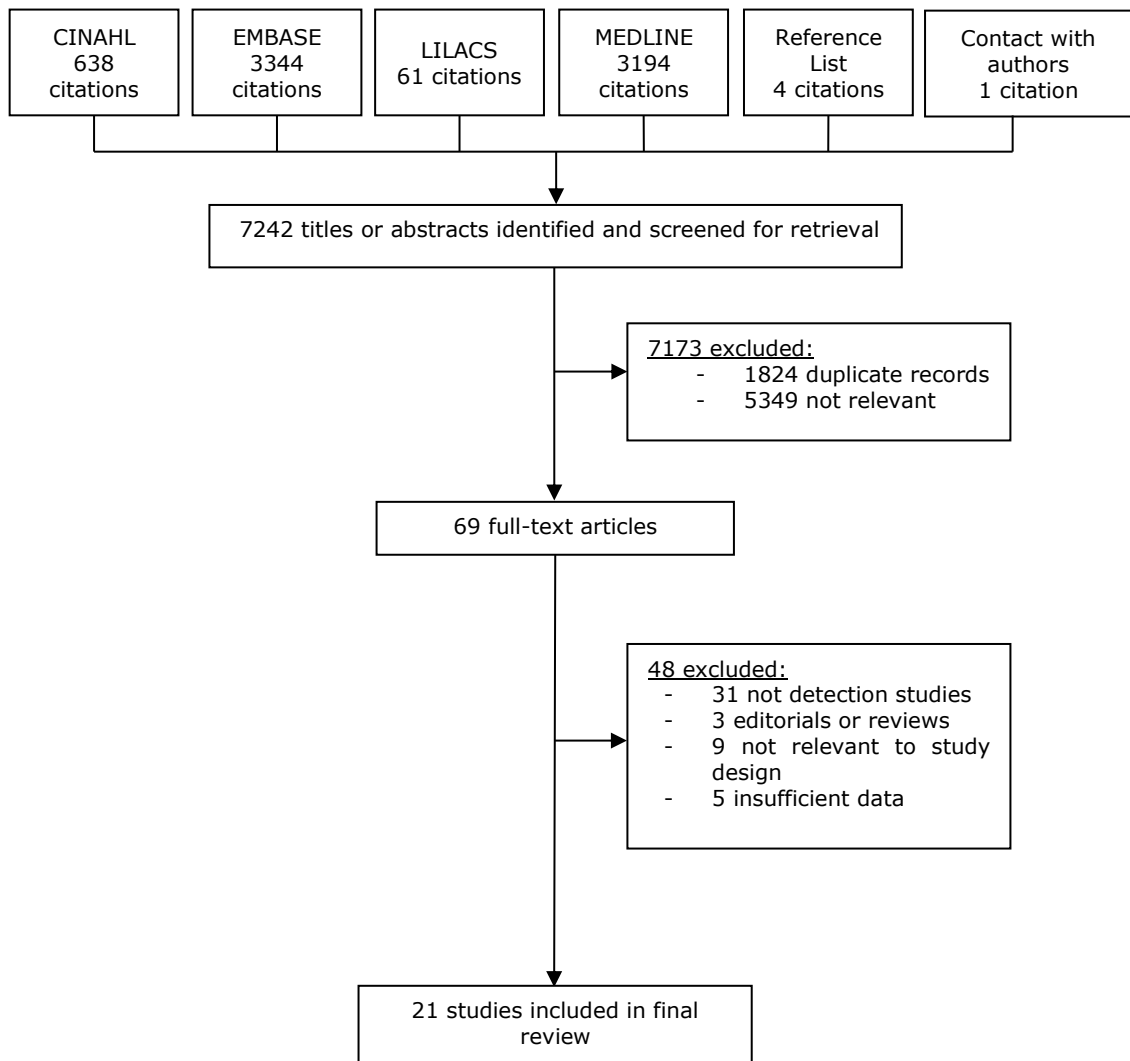 CINAHL
638
citations
EMBASE
3344
citations
LILACS
61 citations
MEDLINE
3194
citations
Reference
List
4 citations
Contact with
authors
1 citation
7242 titles or abstracts identified and screened for retrieval
7173 excluded:
- 1824 duplicate records
- 5349 not relevant
69 full-text articles
48 excluded:
- 31 not detection studies
- 3 editorials or reviews
- 9 not relevant to study
design
- 5 insufficient data
21 studies included in final
review